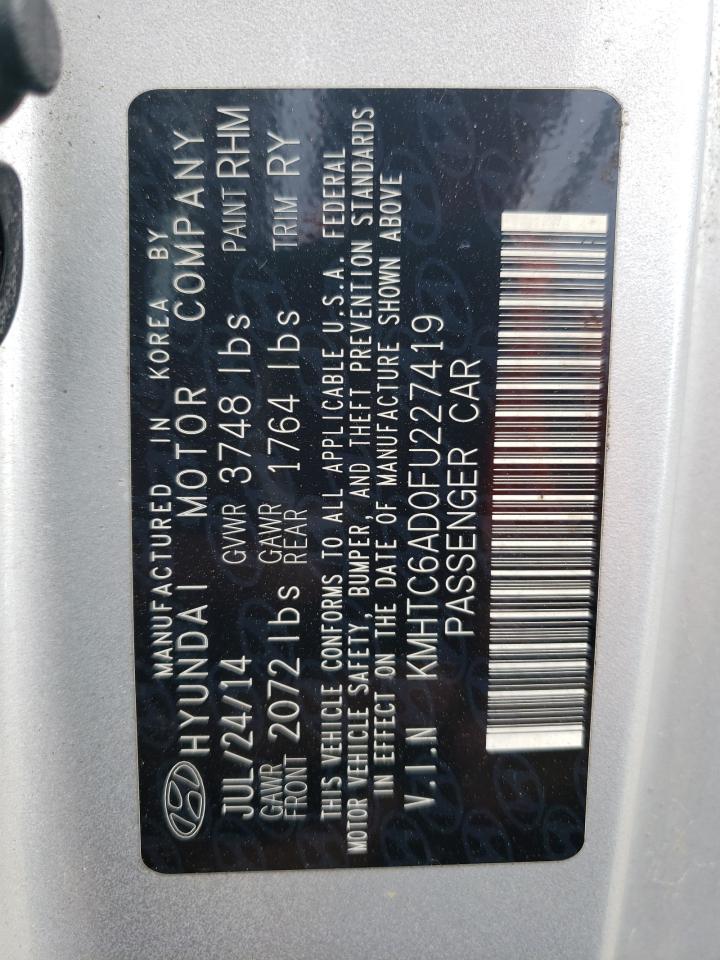 MANUFACTURED IN KOREA BY
HYUNDAI MOTOR COMPANY
JUL/24/14 GVWR 3748 lbs PAINT RHM
GAWR FRONT 2072 lbs GAWR REAR 1764 lbs TRIM RY
THIS VEHICLE CONFORMS TO ALL APPLICABLE U.S.A. FEDERAL
MOTOR VEHICLE SAFETY, BUMPER, AND THEFT PREVENTION STANDARDS
IN EFFECT ON THE DATE OF MANUFACTURE SHOWN ABOVE
V.I.N KMHTC6AD0FU227419
PASSENGER CAR